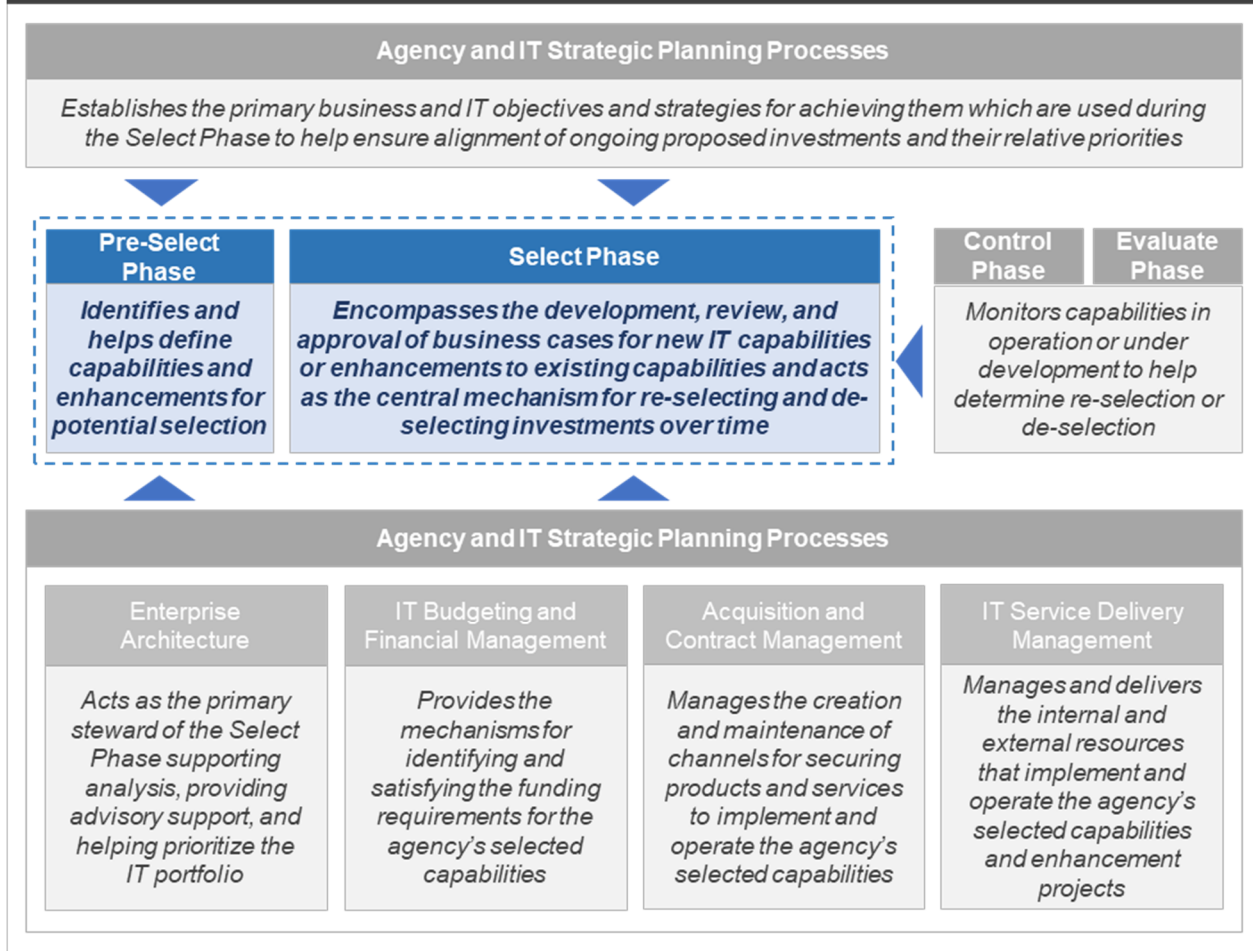 Agency and IT Strategic Planning Processes
Establishes the primary business and IT objectives and strategies for achieving them which are used during
the Select Phase to help ensure alignment of ongoing proposed investments and their relative priorities
Pre-Select
Phase
Identifies and
helps define
capabilities and
enhancements for
potential selection
Select Phase
Encompasses the development, review, and
approval of business cases for new IT capabilities
or enhancements to existing capabilities and acts
as the central mechanism for re-selecting and de-
selecting investments over time
Control
Phase
Evaluate
Phase
Monitors capabilities in
operation or under
development to help
determine re-selection or
de-selection
Agency and IT Strategic Planning Processes
Enterprise
Architecture
Acts as the primary
steward of the Select
Phase supporting
analysis, providing
advisory support, and
helping prioritize the
IT portfolio
IT Budgeting and
Financial Management
Provides the
mechanisms for
identifying and
satisfying the funding
requirements for the
agency's selected
capabilities
Acquisition and
Contract Management
Manages the creation
and maintenance of
channels for securing
products and services
to implement and
operate the agency's
selected capabilities
IT Service Delivery
Management
Manages and delivers
the internal and
external resources
that implement and
operate the agency's
selected capabilities
and enhancement
projects